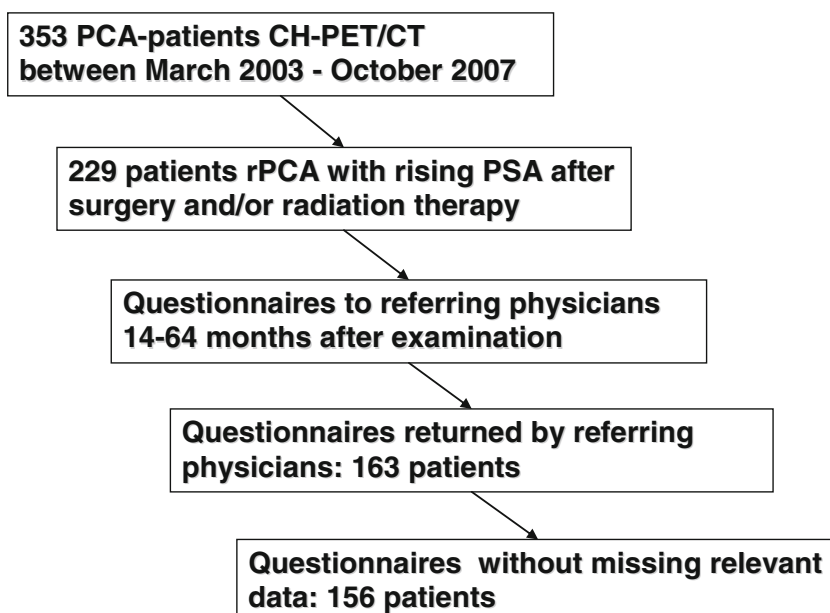 353 PCA-patients CH-PET/CT
between March 2003 - October 2007
229 patients rPCA with rising PSA after
surgery and/or radiation therapy
Questionnaires to referring physicians
14-64 months after examination
Questionnaires returned by referring
physicians: 163 patients
Questionnaires without missing relevant
data: 156 patients